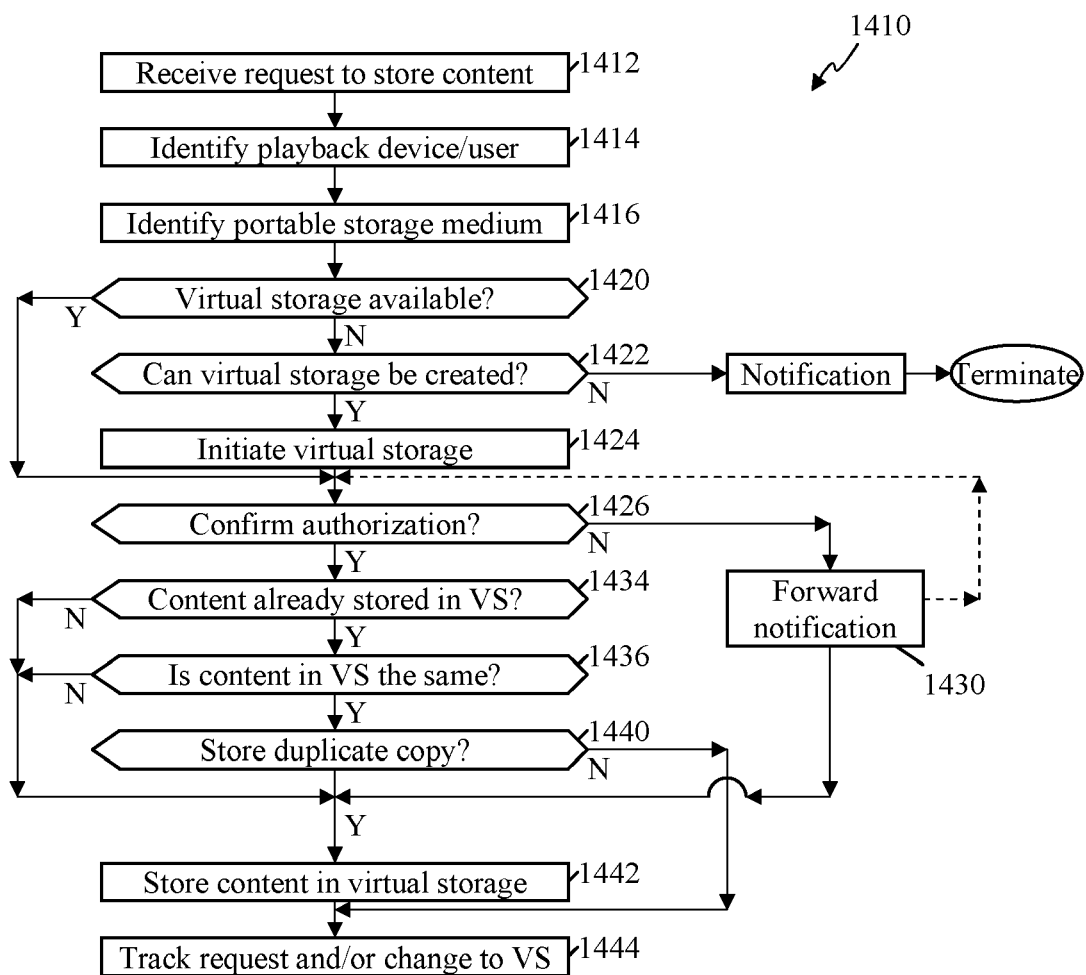 1410
Receive request to store content
1412
Identify playback device/user
1414
Identify portable storage medium
1416
Virtual storage available?
1420
Y
N
Can virtual storage be created?
1422
N
Notification
Terminate
Y
Initiate virtual storage
1424
Confirm authorization?
1426
N
Y
Content already stored in VS?
1434
N
Y
Forward
notification
1430
Is content in VS the same?
1436
N
Y
Store duplicate copy?
1440
N
Y
Store content in virtual storage
1442
Track request and/or change to VS
1444